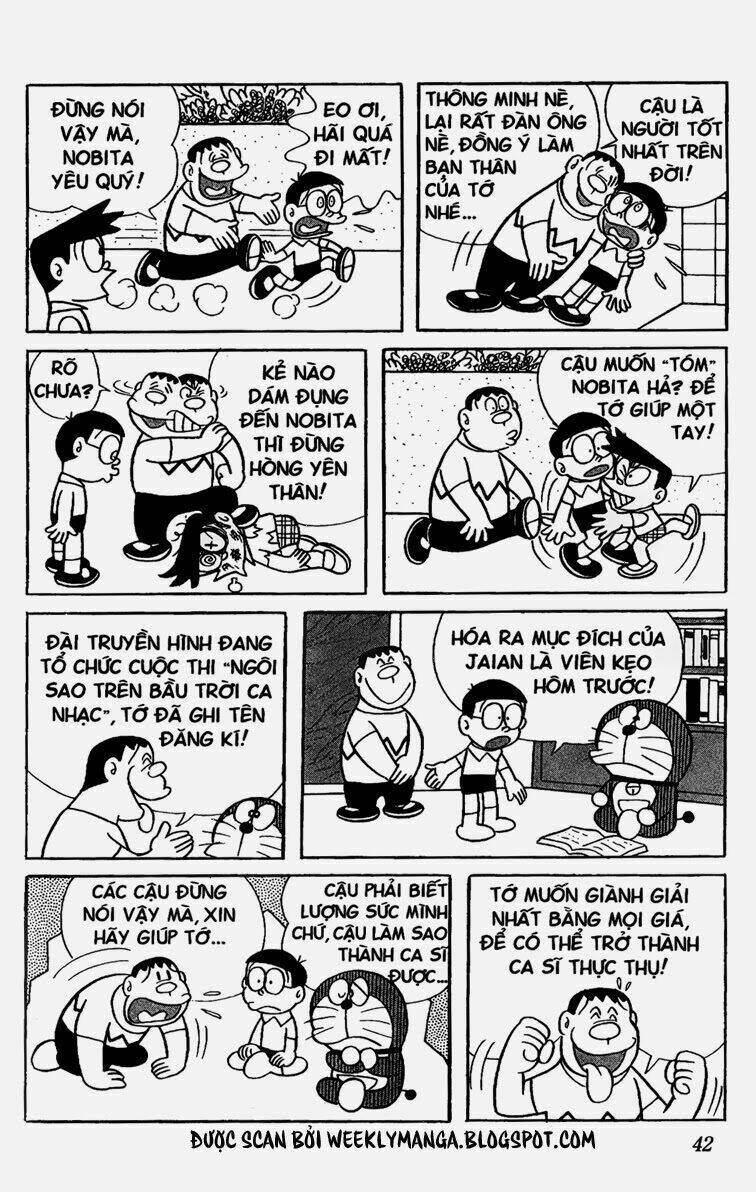 CẬU LÀ
NGƯỜI TỐT
NHẤT TRÊN
ĐỜI!
THÔNG MINH NÈ,
LẠI RẤT ĐÀN ÔNG
NÈ, ĐỒNG Ý LÀM
BẠN THÂN
CỦA TỚ
NHÉ...
EO ƠI,
HÃI QUÁ
ĐI MẤT!
ĐỪNG NÓI
VẬY MÀ,
NOBITA
YÊU QUÝ!
CẬU MUỐN "TÓM"
NOBITA HẢ? ĐỂ
TỚ GIÚP MỘT
TAY!
KẺ NÀO
DÁM ĐỤNG
ĐẾN NOBITA
THÌ ĐỪNG
HÒNG YÊN
THÂN!
RÕ
CHƯA?
HÓA RA MỤC ĐÍCH CỦA
JAIAN LÀ VIÊN KẸO
HÔM TRƯỚC!
ĐÀI TRUYỀN HÌNH ĐANG
TỔ CHỨC CUỘC THI "NGÔI
SAO TRÊN BẦU TRỜI CA
NHẠC", TỚ ĐÃ GHI TÊN
ĐĂNG KÍ!
TỚ MUỐN GIÀNH GIẢI
NHẤT BẰNG MỌI GIÁ,
ĐỂ CÓ THỂ TRỞ THÀNH
CA SĨ THỰC THỤ!
CẬU PHẢI BIẾT
LƯỢNG SỨC MÌNH
CHỨ, CẬU LÀM SAO
THÀNH CA SĨ
ĐƯỢC...
CÁC CẬU ĐỪNG
NÓI VẬY MÀ, XIN
HÃY GIÚP TỚ...
ĐƯỢC SCAN BỞI WEEKLYMANGA.BLOGSPOT.COM
42